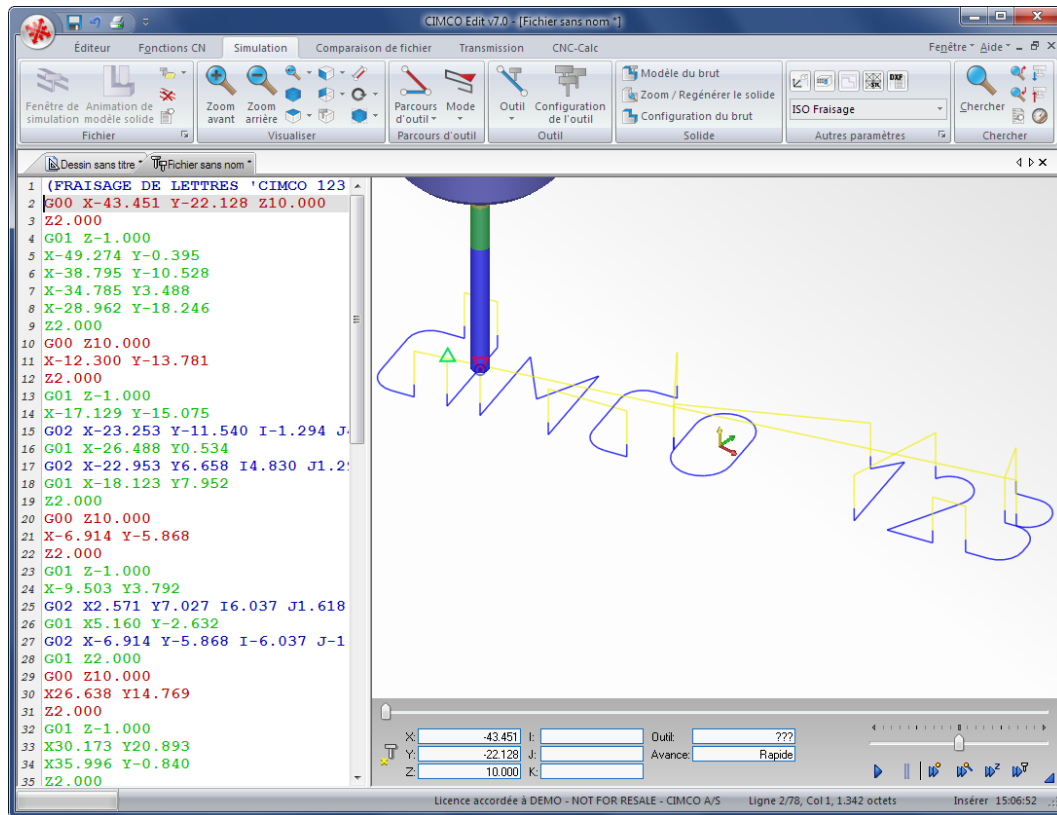 CIMCO Edit v7.0 - [Fichier sans nom *]
Éditeur Fonctions CN Simulation Comparaison de fichier Transmission CNC-Calc Fenêtre Aide
Fenêtre de simulation
Animation de modèle solide
Fichier
Zoom avant
Zoom arrière
Visualiser
Parcours d'outil
Mode
Parcours d'outil
Outil
Configuration de l'outil
Outil
Modèle du brut
Zoom / Regénérer le solide
Configuration du brut
Solide
DXF
ISO Fraisage
Autres paramètres
Chercher
Chercher
Dessin sans titre * Fichier sans nom *
1 (FRAISAGE DE LETTRES 'CIMCO 123
2 G00 X-43.451 Y-22.128 Z10.000
3 Z2.000
4 G01 Z-1.000
5 X-49.274 Y-0.395
6 X-38.795 Y-10.528
7 X-34.785 Y3.488
8 X-28.962 Y-18.246
9 Z2.000
10 G00 Z10.000
11 X-12.300 Y-13.781
12 Z2.000
13 G01 Z-1.000
14 X-17.129 Y-15.075
15 G02 X-23.253 Y-11.540 I-1.294
16 G01 X-26.488 Y0.534
17 G02 X-22.953 Y6.658 I4.830 J1.2
18 G01 X-18.123 Y7.952
19 Z2.000
20 G00 Z10.000
21 X-6.914 Y-5.868
22 Z2.000
23 G01 Z-1.000
24 X-9.503 Y3.792
25 G02 X2.571 Y7.027 I6.037 J1.618
26 G01 X5.160 Y-2.632
27 G02 X-6.914 Y-5.868 I-6.037 J-1
28 G01 Z2.000
29 G00 Z10.000
30 X26.638 Y14.769
31 Z2.000
32 G01 Z-1.000
33 X30.173 Y20.893
34 X35.996 Y-0.840
35 Z2.000
X: -43.451 I: Outil: ???
Y: -22.128 J: Avance: Rapide
Z: 10.000 K:
Licence accordée à DEMO - NOT FOR RESALE - CIMCO A/S Ligne 2/78, Col 1, 1.342 octets Insérer 15:06:52